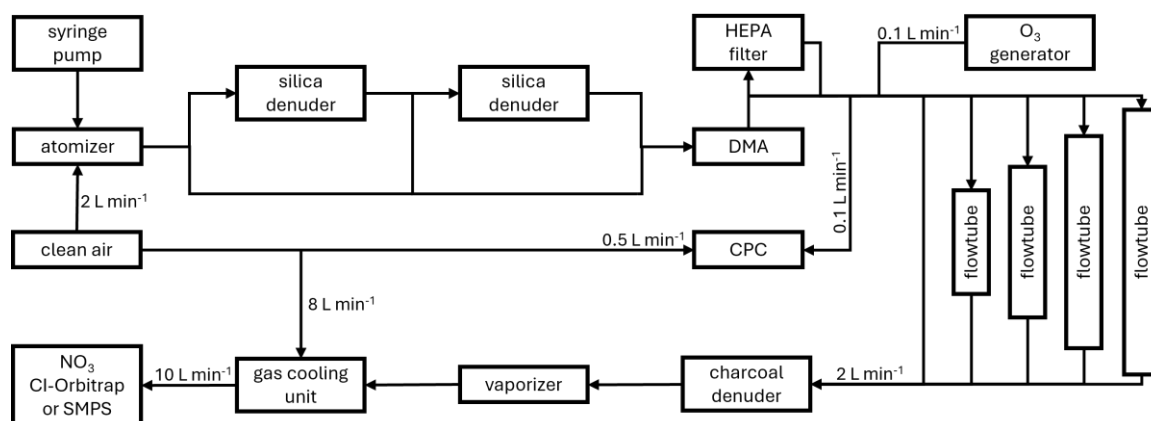 syringe
pump
HEPA
filter
0.1 L min⁻¹
O₃
generator
silica
denuder
silica
denuder
atomizer
DMA
0.1 L min⁻¹
2 L min⁻¹
clean air
0.5 L min⁻¹
CPC
flowtube
flowtube
flowtube
flowtube
8 L min⁻¹
NO₃
CI-Orbitrap
or SMPS
10 L min⁻¹
gas cooling
unit
vaporizer
charcoal
denuder
2 L min⁻¹